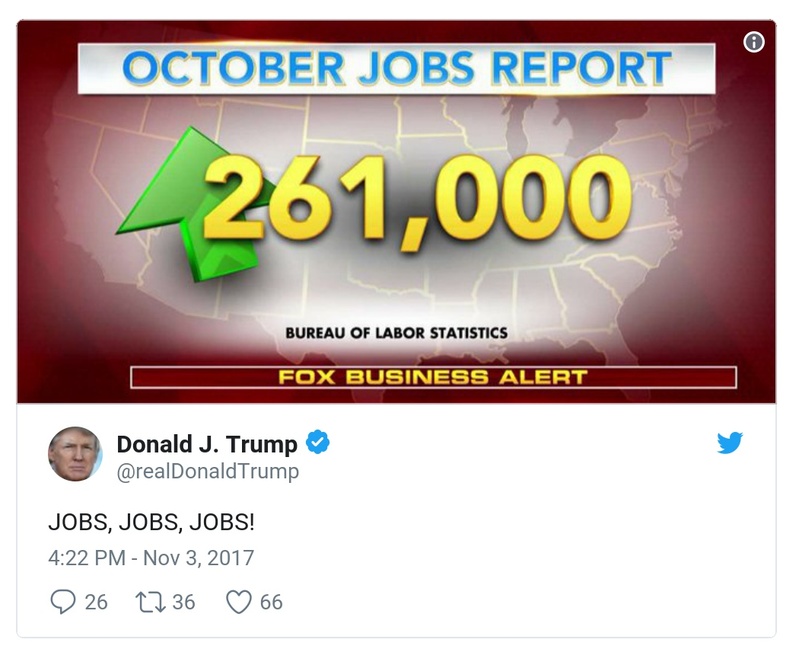 OCTOBER JOBS REPORT
261,000
BUREAU OF LABOR STATISTICS
FOX BUSINESS ALERT
Donald J. Trump
@realDonaldTrump
JOBS, JOBS, JOBS!
4:22 PM - Nov 3, 2017
26 36 66